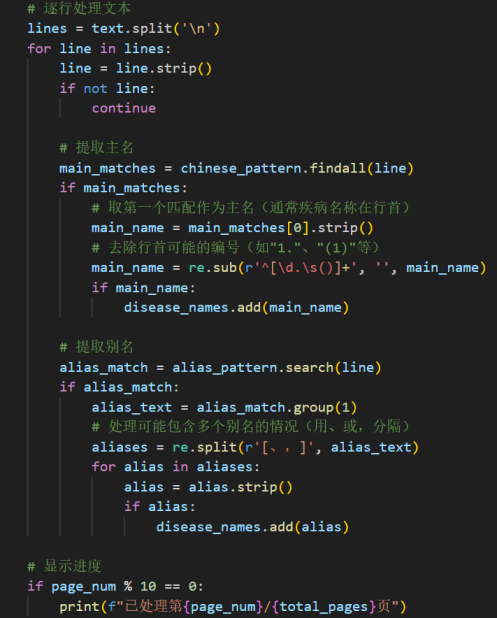 # 逐行处理文本
lines = text.split('\n')
for line in lines:
    line = line.strip()
    if not line:
        continue

    # 提取主名
    main_matches = chinese_pattern.findall(line)
    if main_matches:
        # 取第一个匹配作为主名（通常疾病名称在行首）
        main_name = main_matches[0].strip()
        # 去除行首可能的编号（如"1."、"(1)"等）
        main_name = re.sub(r'^[\d.\s()]+', '', main_name)
        if main_name:
            disease_names.add(main_name)

    # 提取别名
    alias_match = alias_pattern.search(line)
    if alias_match:
        alias_text = alias_match.group(1)
        # 处理可能包含多个别名的情况（用、或，分隔）
        aliases = re.split(r'[、，]', alias_text)
        for alias in aliases:
            alias = alias.strip()
            if alias:
                disease_names.add(alias)

# 显示进度
if page_num % 10 == 0:
    print(f"已处理第{page_num}/{total_pages}页")